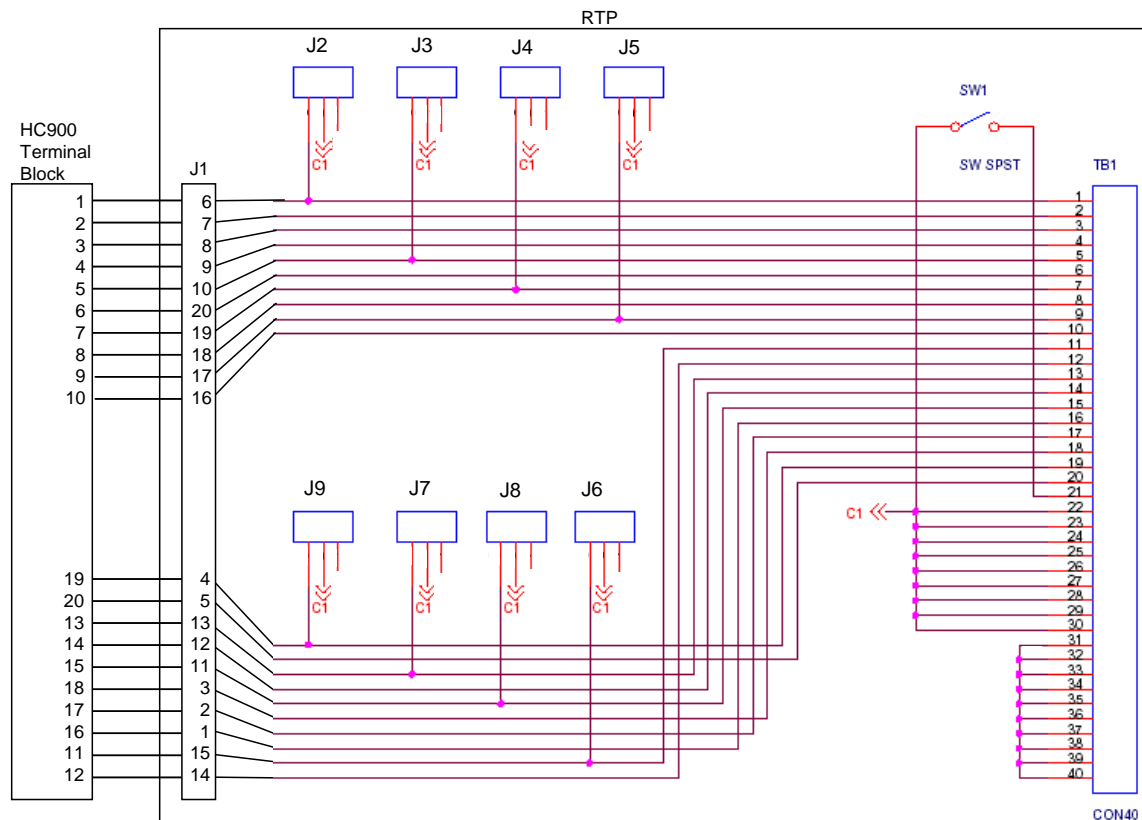 RTP
J2 J3 J4 J5
SW1
HC900
Terminal
Block
J1
C1 C1 C1 C1
SW SPST
TB1
1 6 1
2 7 2
3 8 3
4 9 4
5 10 5
6 20 6
7 19 7
8 18 8
9 17 9
10 16 10
11
12
13
14
15
16
17
18
19
20
21
J9 J7 J8 J6
C1
22
23
24
25
26
27
28
29
30
C1 C1 C1 C1
19 4
20 5
13 13
14 12
15 11
18 3
17 2
16 1
11 15
12 14
31
32
33
34
35
36
37
38
39
40
CON40